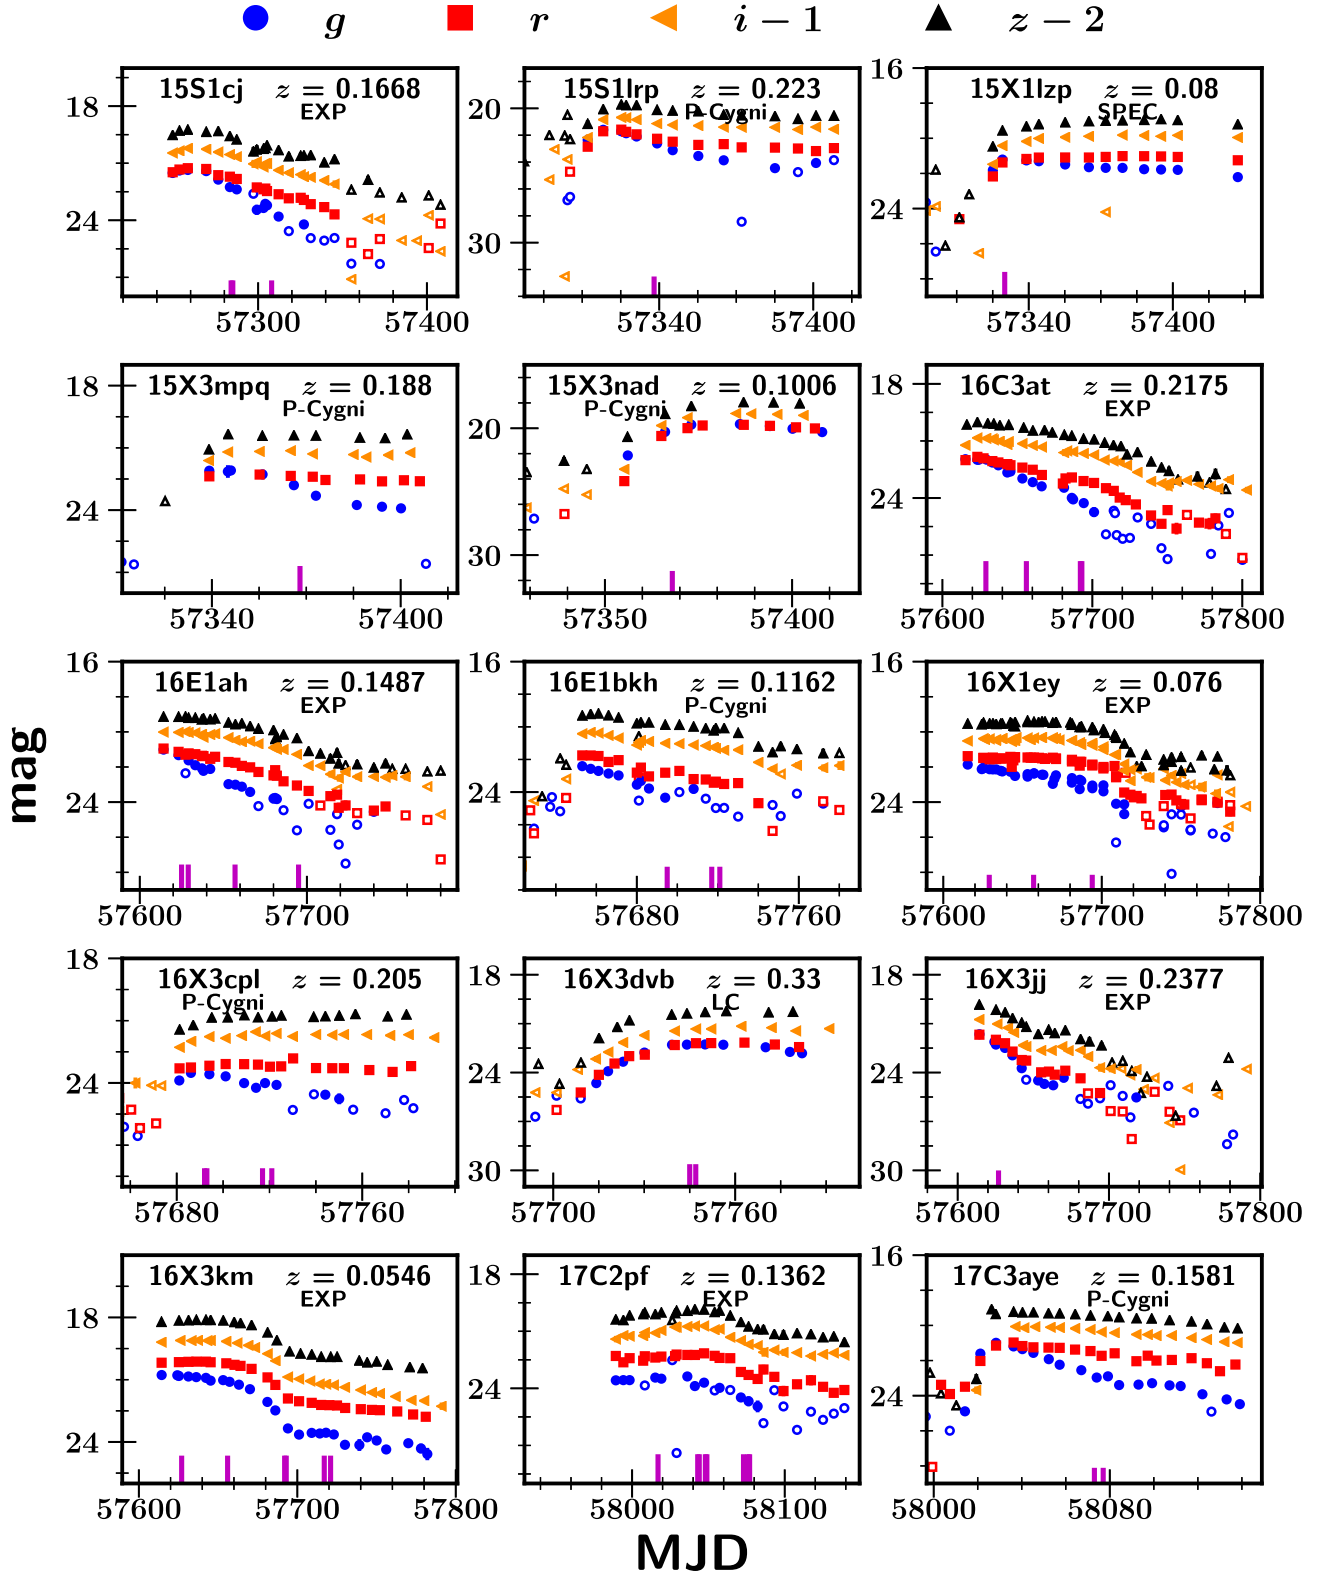 g r i − 1 z − 2
15S1cj z = 0.1668
EXP
18
24
57300 57400
15S1lrp z = 0.223
P-Cygni
20
30
57340 57400
15X1lzp z = 0.08
SPEC
16
24
57340 57400
15X3mpq z = 0.188
P-Cygni
18
24
57340 57400
15X3nad z = 0.1006
P-Cygni
20
30
57350 57400
16C3at z = 0.2175
EXP
18
24
57600 57700 57800
16E1ah z = 0.1487
EXP
16
24
57600 57700
16E1bkh z = 0.1162
P-Cygni
16
24
57680 57760
16X1ey z = 0.076
EXP
16
24
57600 57700 57800
mag
16X3cpl z = 0.205
P-Cygni
18
24
57680 57760
16X3dvb z = 0.33
LC
18
24
30
57700 57760
16X3jj z = 0.2377
EXP
18
24
30
57600 57700 57800
16X3km z = 0.0546
EXP
18
24
57600 57700 57800
17C2pf z = 0.1362
EXP
18
24
58000 58100
17C3aye z = 0.1581
P-Cygni
16
24
58000 58080
MJD